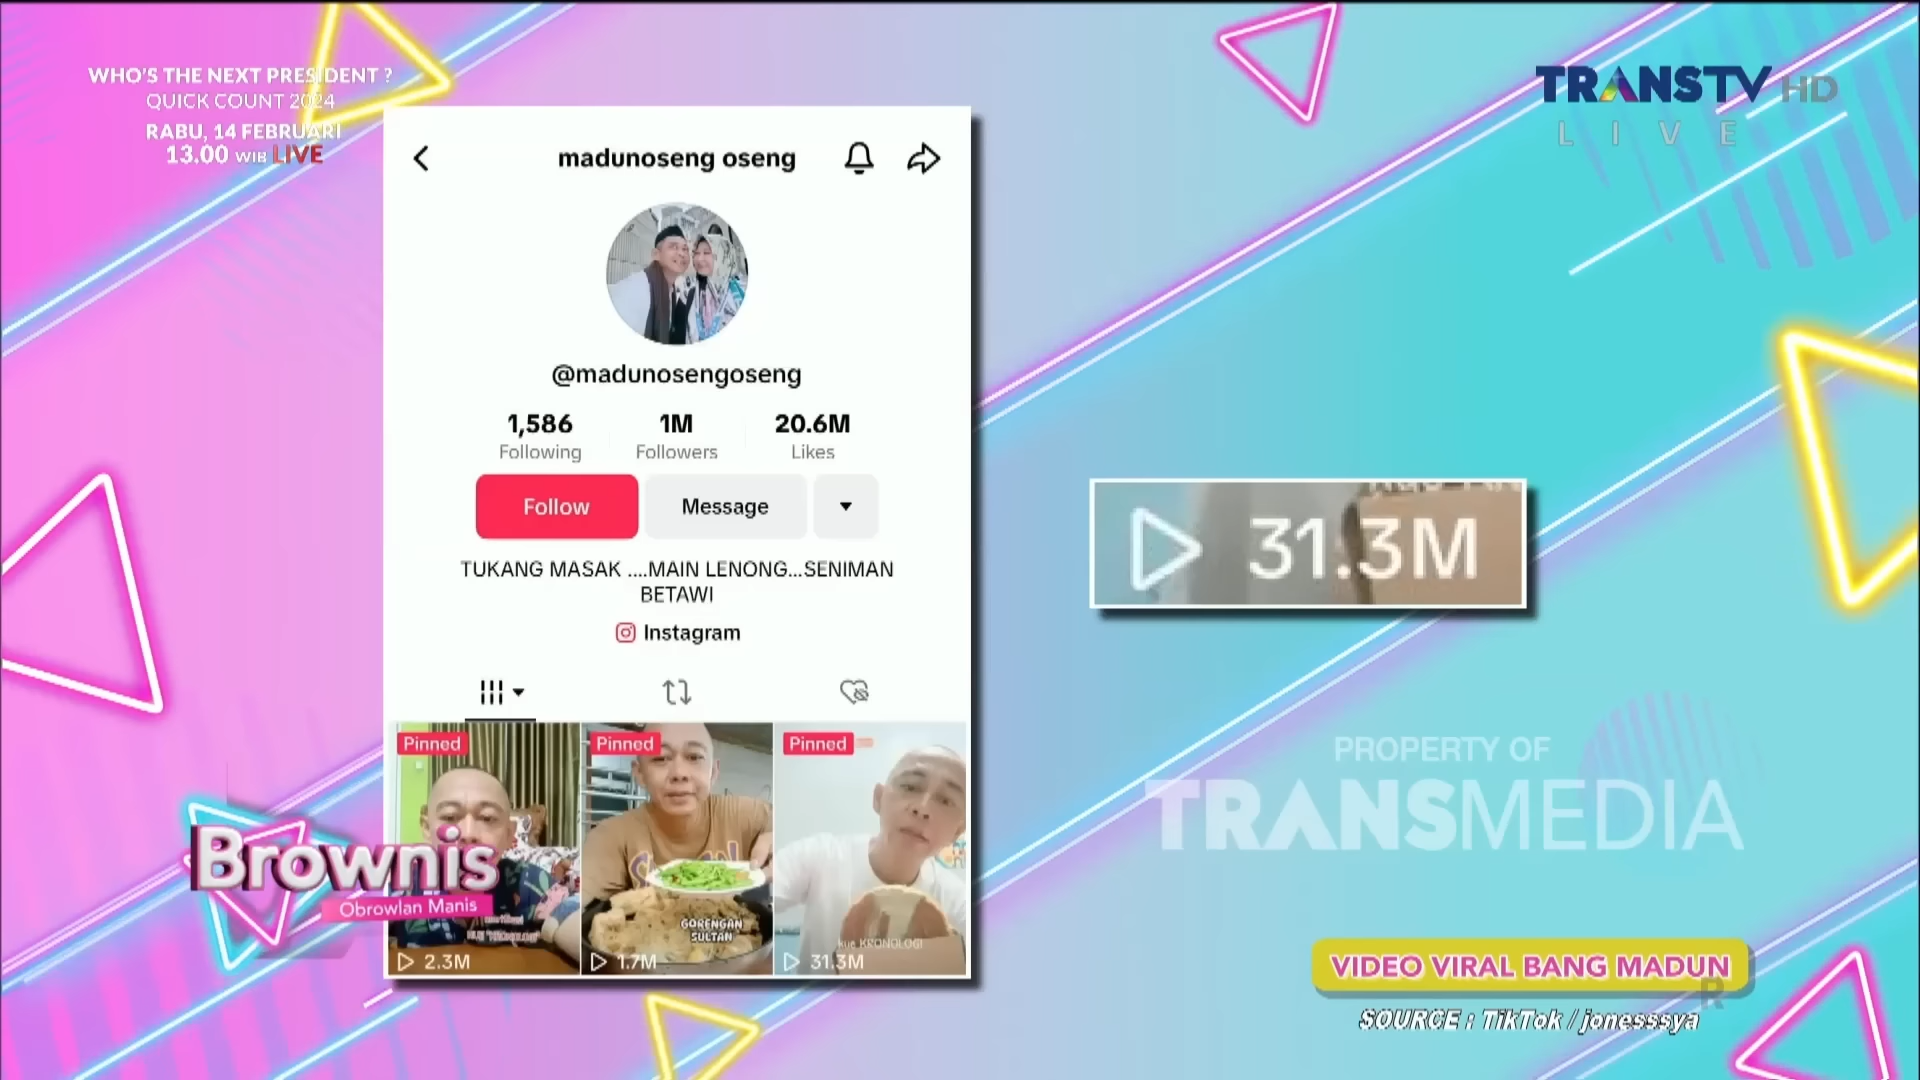 WHO'S THE NEXT PRESIDENT ?
QUICK COUNT 2024
RABU, 14 FEBRUARI
13.00 WIB LIVE
TRANSTV HD
LIVE
madunoseng oseng
@madunosengoseng
1,586 1M 20.6M
Following Followers Likes
Follow Message
TUKANG MASAK ....MAIN LENONG...SENIMAN
BETAWI
Instagram
31.3M
Pinned Pinned Pinned
GORENGAN
SULTAN
kue KRONOLOGI
2.3M 1.7M 31.3M
Brownis
Obrowlan Manis
PROPERTY OF
TRANSMEDIA
VIDEO VIRAL BANG MADUN
R
SOURCE : TikTok / jonesssya